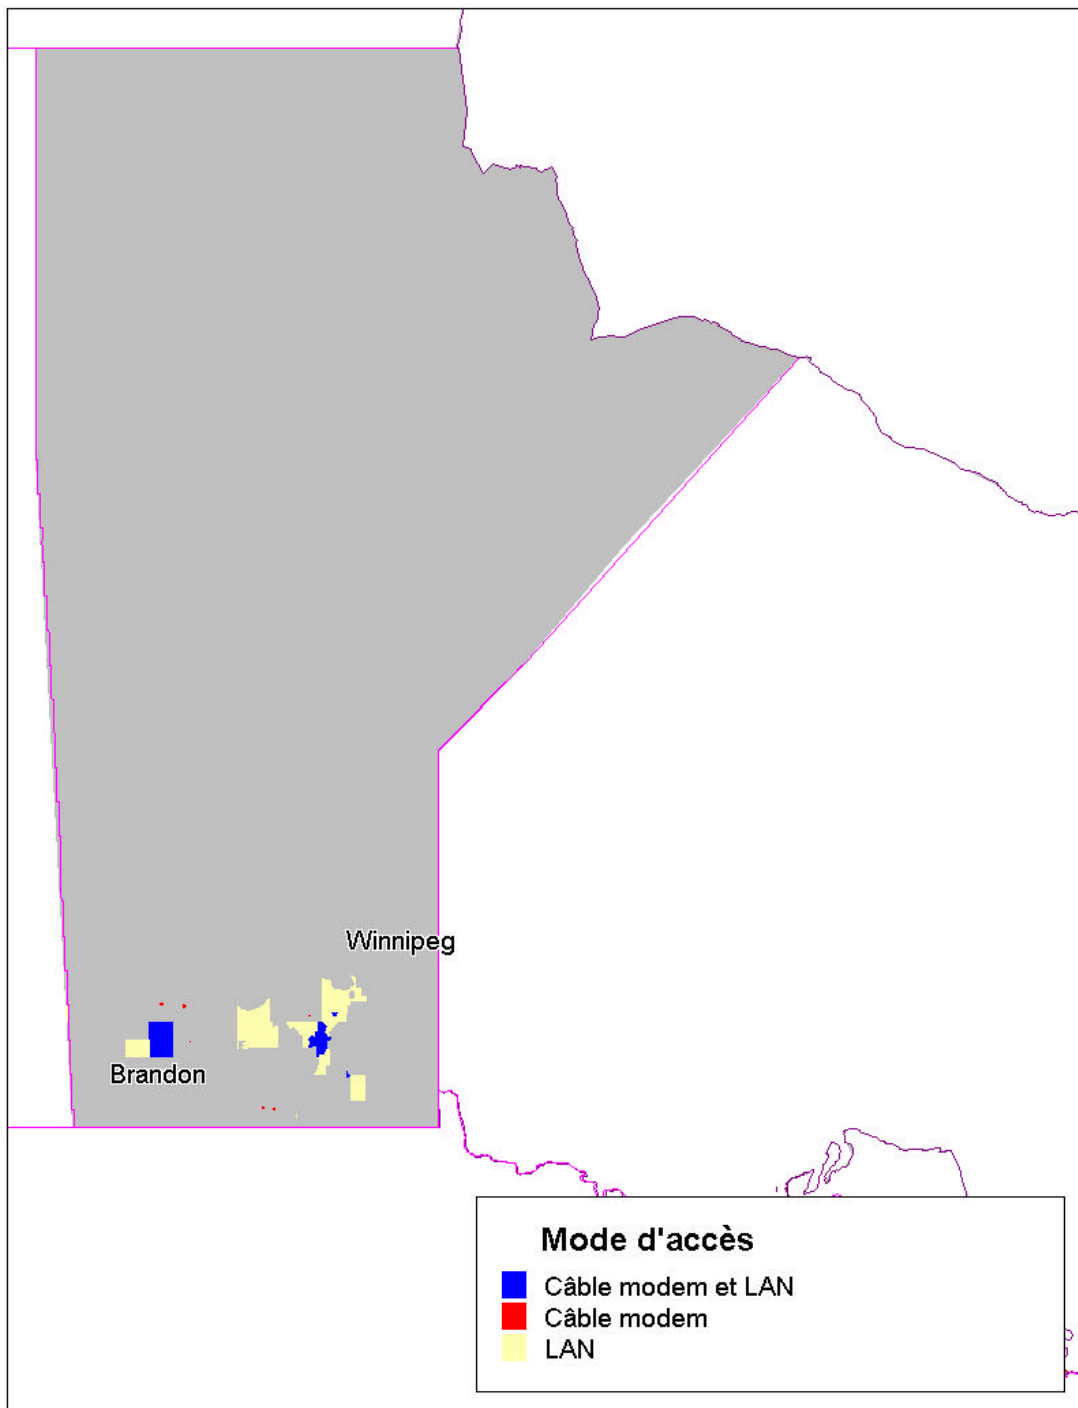 Winnipeg
Brandon
Mode d'accès
Câble modem et LAN
Câble modem
LAN